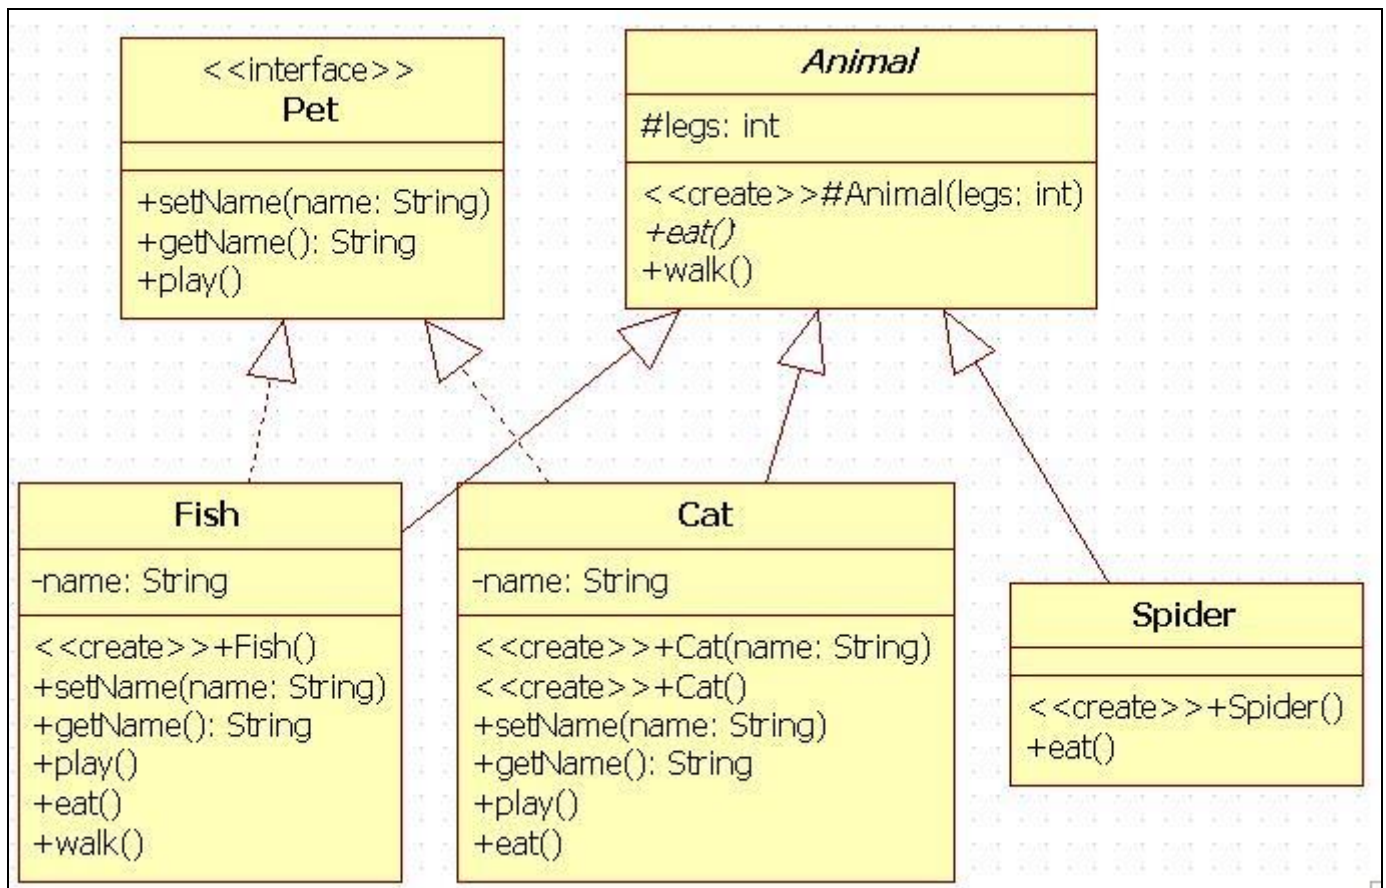 <<interface>>
Pet
+setName(name: String)
+getName(): String
+play()
Animal
#legs: int
<<create>>#Animal(legs: int)
+eat()
+walk()
Fish
-name: String
<<create>>+Fish()
+setName(name: String)
+getName(): String
+play()
+eat()
+walk()
Cat
-name: String
<<create>>+Cat(name: String)
<<create>>+Cat()
+setName(name: String)
+getName(): String
+play()
+eat()
Spider
<<create>>+Spider()
+eat()